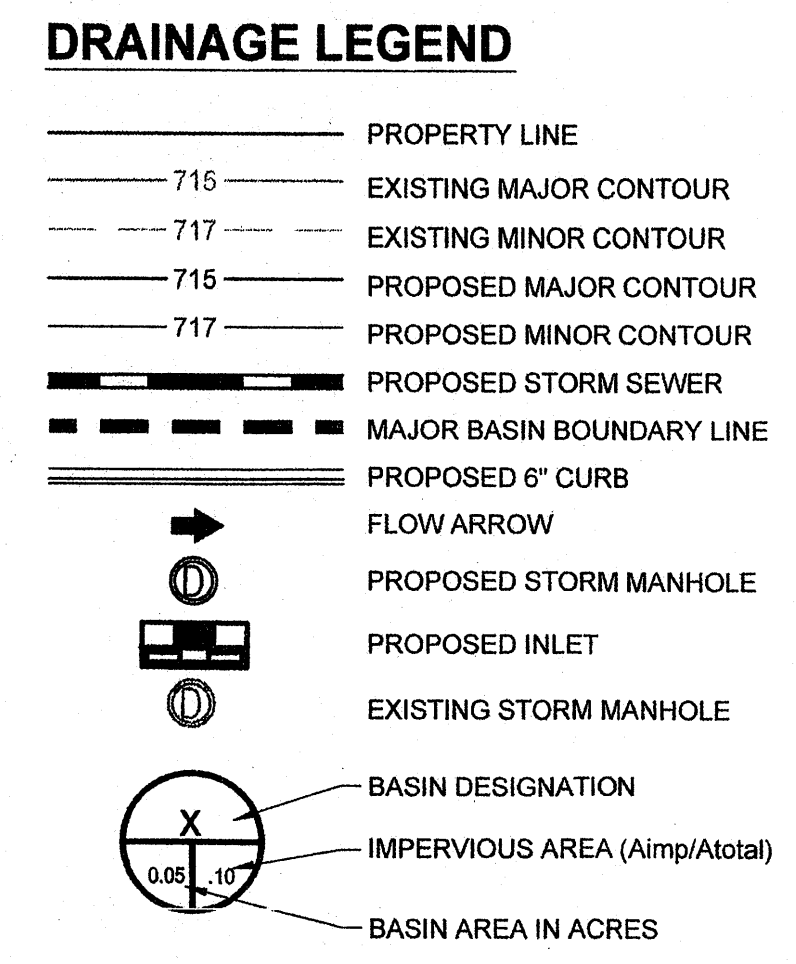 DRAINAGE LEGEND
PROPERTY LINE
716 EXISTING MAJOR CONTOUR
717 EXISTING MINOR CONTOUR
715 PROPOSED MAJOR CONTOUR
717 PROPOSED MINOR CONTOUR
PROPOSED STORM SEWER
MAJOR BASIN BOUNDARY LINE
PROPOSED 6" CURB
FLOW ARROW
D PROPOSED STORM MANHOLE
PROPOSED INLET
D EXISTING STORM MANHOLE
BASIN DESIGNATION
X
IMPERVIOUS AREA (Aimp/Atotal)
0.05 .10
BASIN AREA IN ACRES